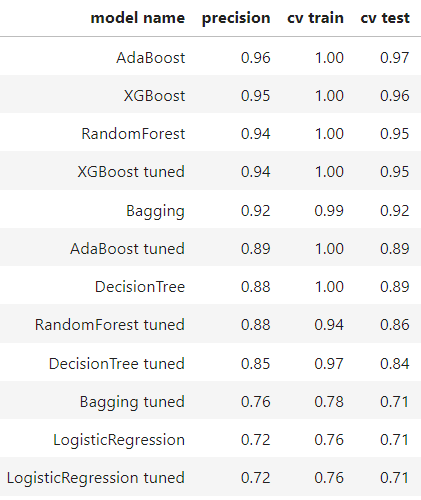 model name precision cv train cv test
AdaBoost 0.96 1.00 0.97
XGBoost 0.95 1.00 0.96
RandomForest 0.94 1.00 0.95
XGBoost tuned 0.94 1.00 0.95
Bagging 0.92 0.99 0.92
AdaBoost tuned 0.89 1.00 0.89
DecisionTree 0.88 1.00 0.89
RandomForest tuned 0.88 0.94 0.86
DecisionTree tuned 0.85 0.97 0.84
Bagging tuned 0.76 0.78 0.71
LogisticRegression 0.72 0.76 0.71
LogisticRegression tuned 0.72 0.76 0.71